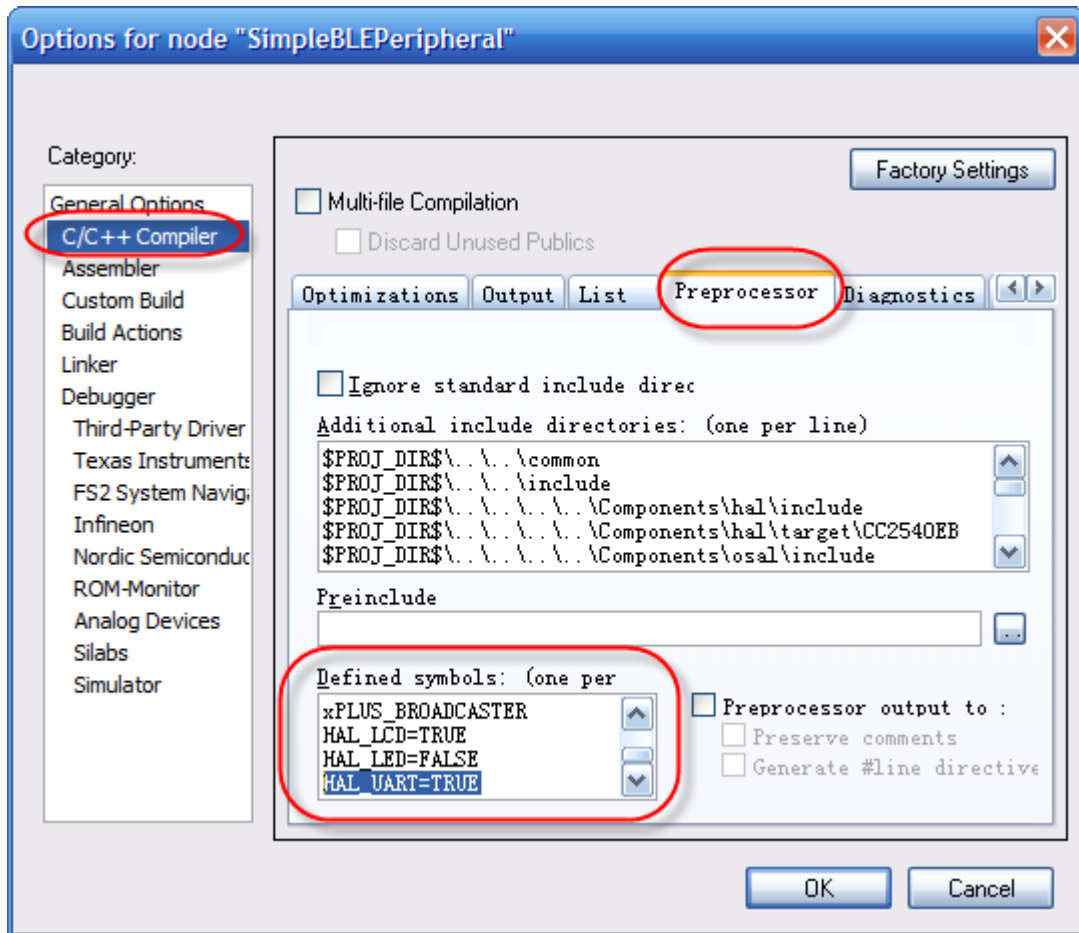 Options for node "SimpleBLEPeripheral"
Category:
General Options
C/C++ Compiler
Assembler
Custom Build
Build Actions
Linker
Debugger
Third-Party Driver
Texas Instruments
FS2 System Naviga
Infineon
Nordic Semiconduc
ROM-Monitor
Analog Devices
Silabs
Simulator
Factory Settings
Multi-file Compilation
Discard Unused Publics
Optimizations Output List Preprocessor Diagnostics
Ignore standard include direc
Additional include directories: (one per line)
$PROJ_DIR$\..\..\common
$PROJ_DIR$\..\..\include
$PROJ_DIR$\..\..\..\..\Components\hal\include
$PROJ_DIR$\..\..\..\..\Components\hal\target\CC2540EB
$PROJ_DIR$\..\..\..\..\Components\osal\include
Preinclude
..
Defined symbols: (one per
xPLUS_BROADCASTER
HAL_LCD=TRUE
HAL_LED=FALSE
HAL_UART=TRUE
Preprocessor output to :
Preserve comments
Generate #line directive
OK Cancel